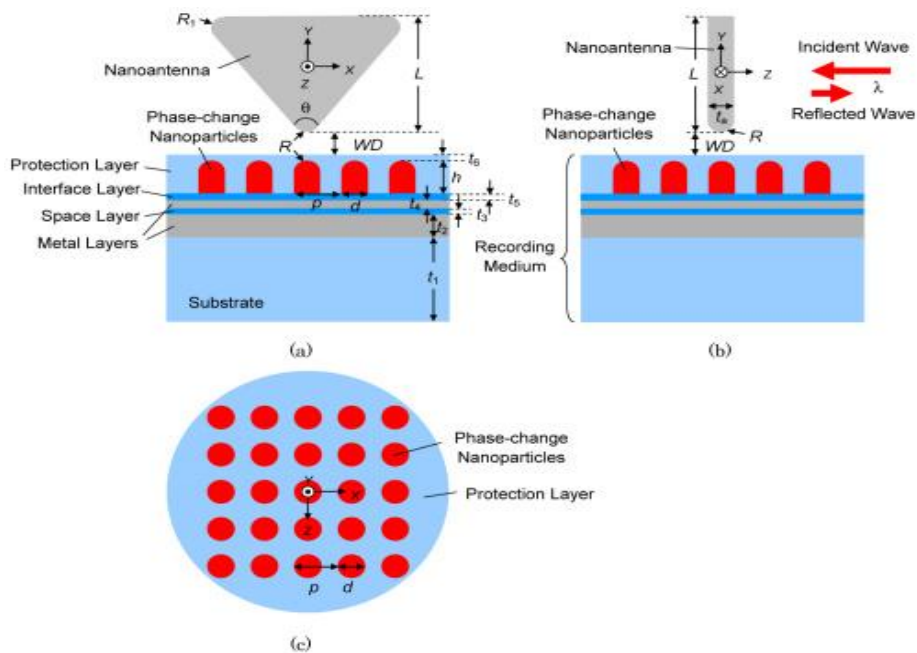 (a)
R₁
Nanoantenna
Y
X
Z
L
θ
Phase-change
Nanoparticles
R
WD
t₆
h
Protection Layer
Interface Layer
Space Layer
Metal Layers
p
d
t₄
t₅
t₃
t₂
t₁
Substrate
(a)
(b)
Nanoantenna
Y
Z
X
L
tₐ
R
WD
Incident Wave
λ
Reflected Wave
Phase-change
Nanoparticles
Recording
Medium
(b)
Phase-change
Nanoparticles
Protection Layer
Y
X
Z
p
d
(c)